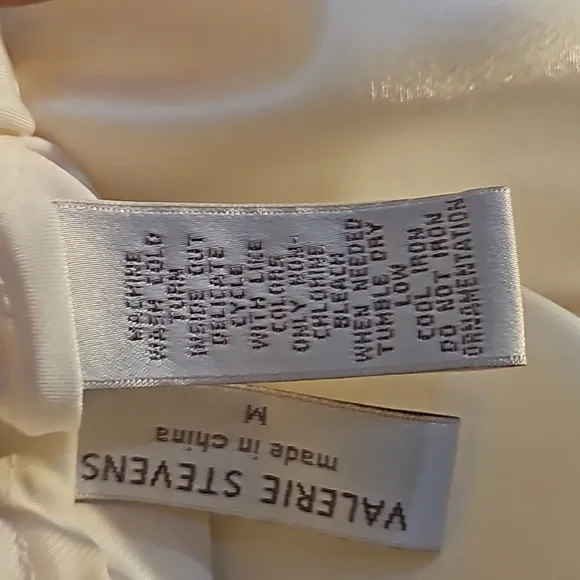 MACHINE
WASH COLD
TURN
INSIDE OUT
DELICATE
CYCLE
WITH LIKE
COLORS
ONLY NON-
CHLORINE
BLEACH
WHEN NEEDED
TUMBLE DRY
LOW
COOL IRON
DO NOT IRON
ORNAMENTATION
VALERIE STEVENS
made in china
M